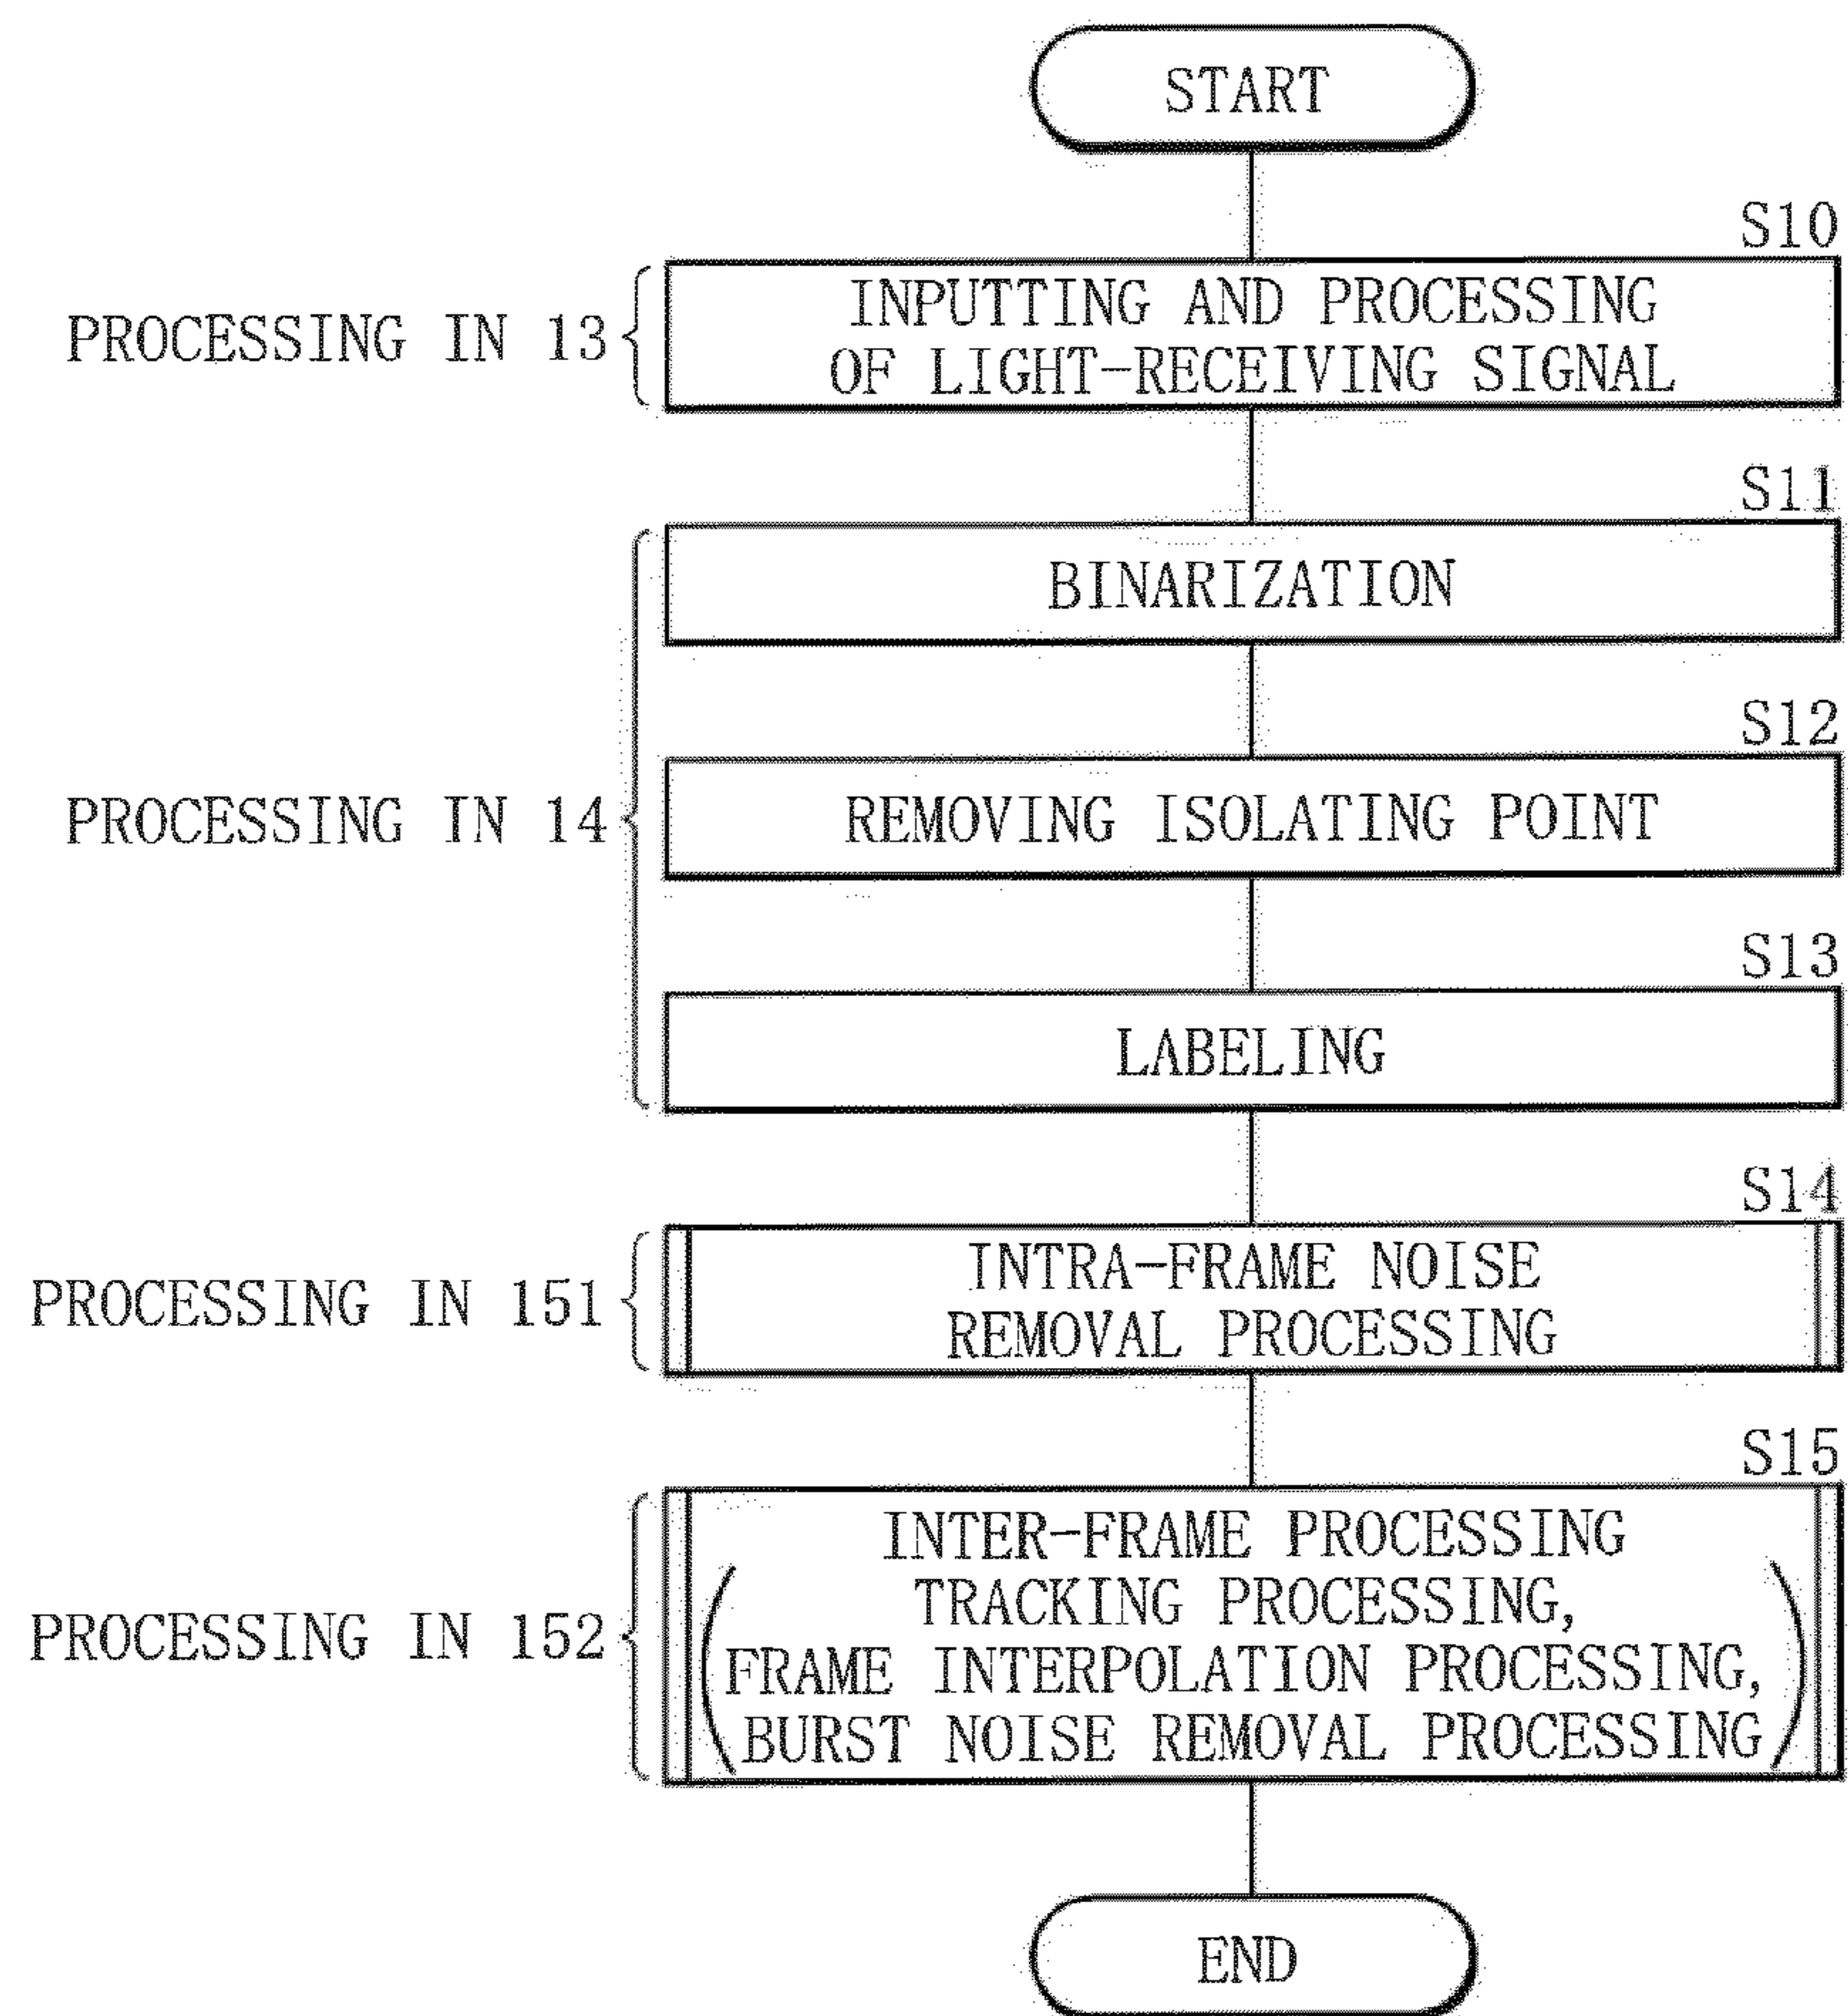 START
S10
PROCESSING IN 13
INPUTTING AND PROCESSING
OF LIGHT-RECEIVING SIGNAL
S11
BINARIZATION
S12
PROCESSING IN 14
REMOVING ISOLATING POINT
S13
LABELING
S14
PROCESSING IN 151
INTRA-FRAME NOISE
REMOVAL PROCESSING
S15
PROCESSING IN 152
INTER-FRAME PROCESSING
(TRACKING PROCESSING,
FRAME INTERPOLATION PROCESSING,
BURST NOISE REMOVAL PROCESSING)
END